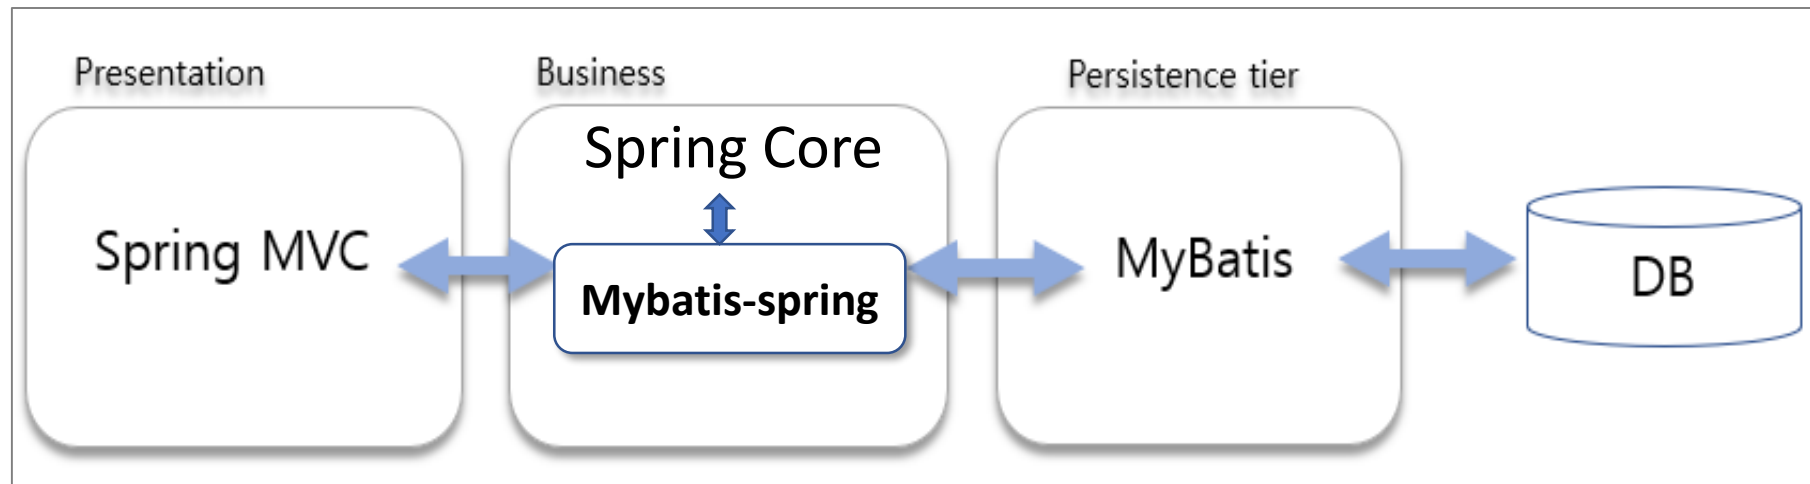 Presentation
Business
Persistence tier
Spring Core
Spring MVC
Mybatis-spring
MyBatis
DB